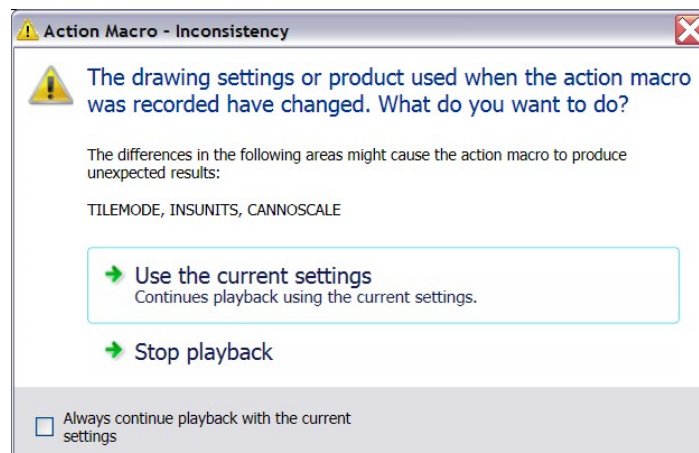 Action Macro - Inconsistency
The drawing settings or product used when the action macro
was recorded have changed. What do you want to do?
The differences in the following areas might cause the action macro to produce
unexpected results:
TILEMODE, INSUNITS, CANNOSCALE
Use the current settings
Continues playback using the current settings.
Stop playback
Always continue playback with the current
settings